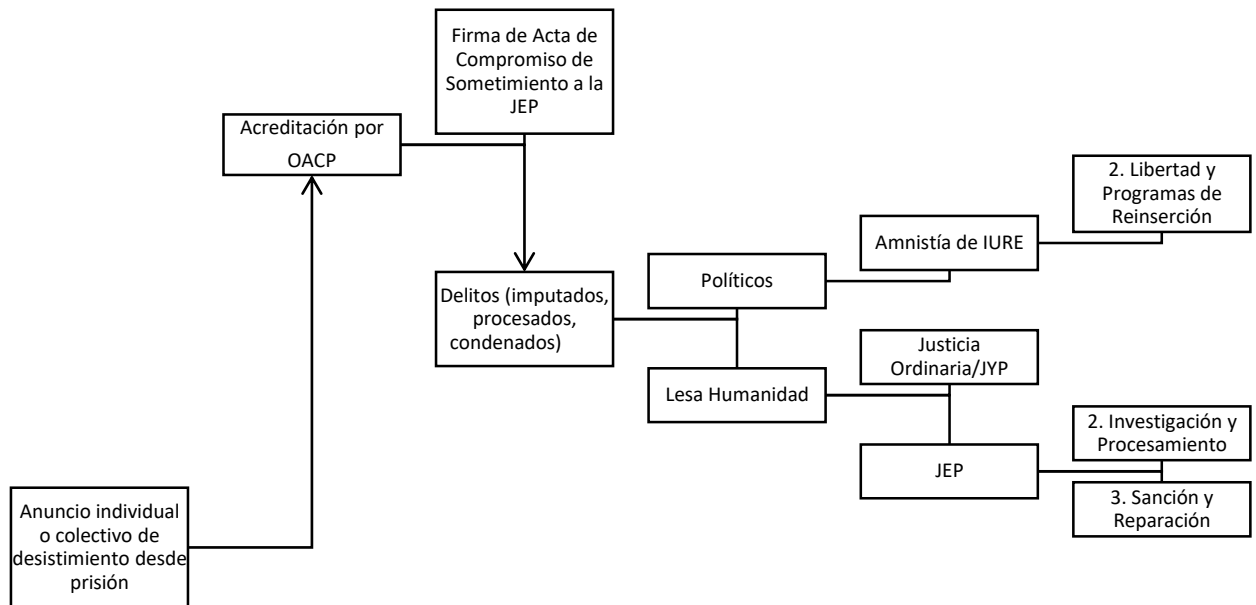 Firma de Acta de
Compromiso de
Sometimiento a la
JEP
Acreditación por
OACP
2. Libertad y
Programas de
Reinserción
Amnistía de IURE
Políticos
Delitos (imputados,
procesados,
condenados)
Justicia
Ordinaria/JYP
Lesa Humanidad
2. Investigación y
Procesamiento
JEP
3. Sanción y
Reparación
Anuncio individual
o colectivo de
desistimiento desde
prisión